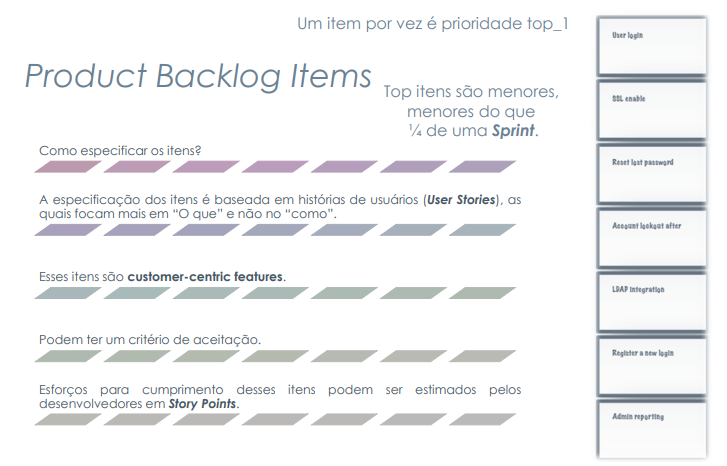 Um item por vez é prioridade top_1
Product Backlog Items
Top itens são menores,
menores do que
¼ de uma Sprint.
Como especificar os itens?
A especificação dos itens é baseada em histórias de usuários (User Stories), as
quais focam mais em “O que” e não no “como”.
Esses itens são customer-centric features.
Podem ter um critério de aceitação.
Esforços para cumprimento desses itens podem ser estimados pelos
desenvolvedores em Story Points.
User login
SSL enable
Reset lost password
Account lockout after
LDAP integration
Register a new login
Admin reporting